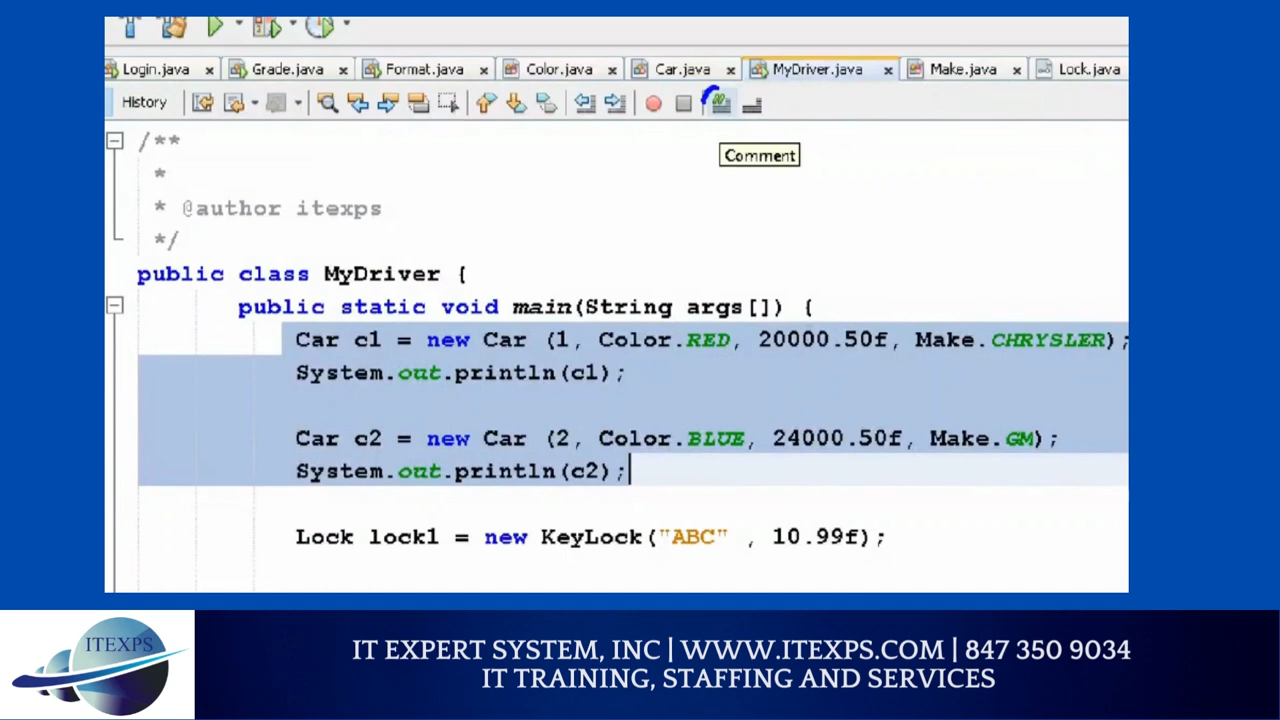 Login.java × Grade.java × Format.java × Color.java × Car.java × MyDriver.java × Make.java × Lock.java
History
Comment
/**
*
* @author itexps
*/
public class MyDriver {
public static void main(String args[]) {
Car c1 = new Car (1, Color.RED, 20000.50f, Make.CHRYSLER);
System.out.println(c1);
Car c2 = new Car (2, Color.BLUE, 24000.50f, Make.GM);
System.out.println(c2);
Lock lock1 = new KeyLock("ABC" , 10.99f);
ITEXPS
IT EXPERT SYSTEM, INC | WWW.ITEXPS.COM | 847 350 9034
IT TRAINING, STAFFING AND SERVICES